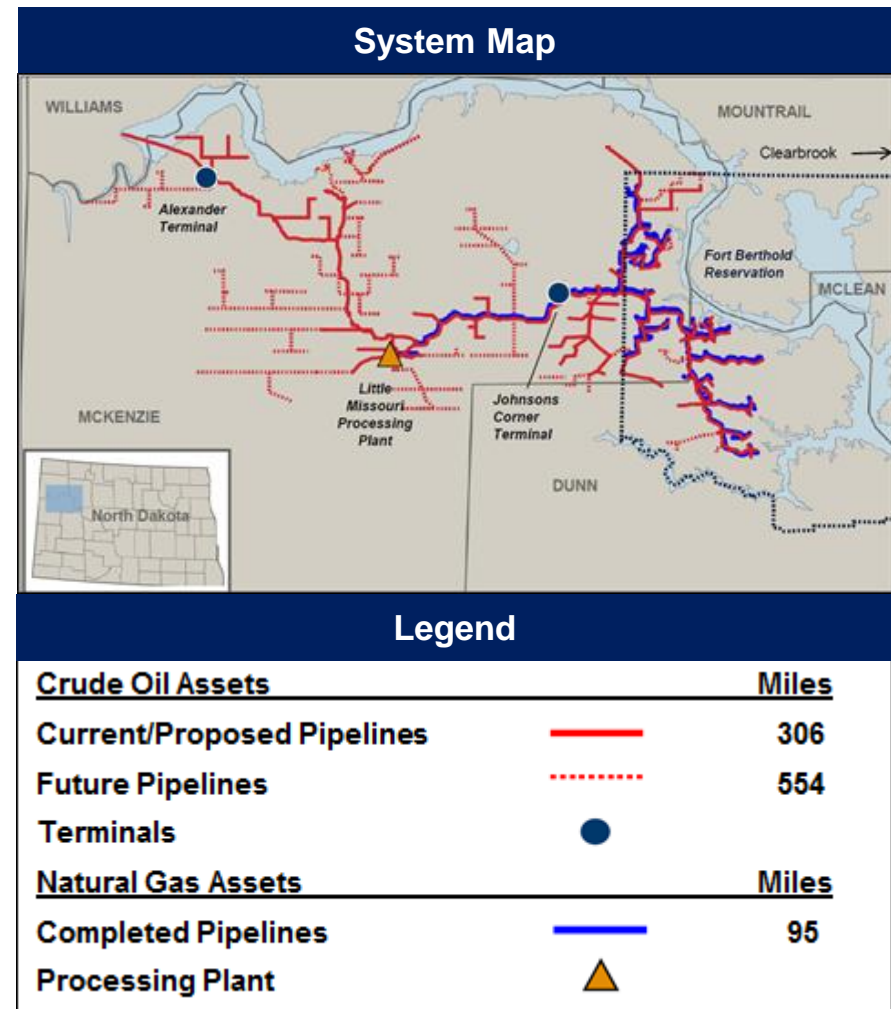 System Map
WILLIAMS
MOUNTRAIL
Clearbrook
Alexander
Terminal
Fort Berthold
Reservation
MCLEAN
Little
Missouri
Processing
Plant
Johnsons
Corner
Terminal
MCKENZIE
DUNN
North Dakota
Legend
Crude Oil Assets Miles
Current/Proposed Pipelines 306
Future Pipelines 554
Terminals
Natural Gas Assets Miles
Completed Pipelines 95
Processing Plant